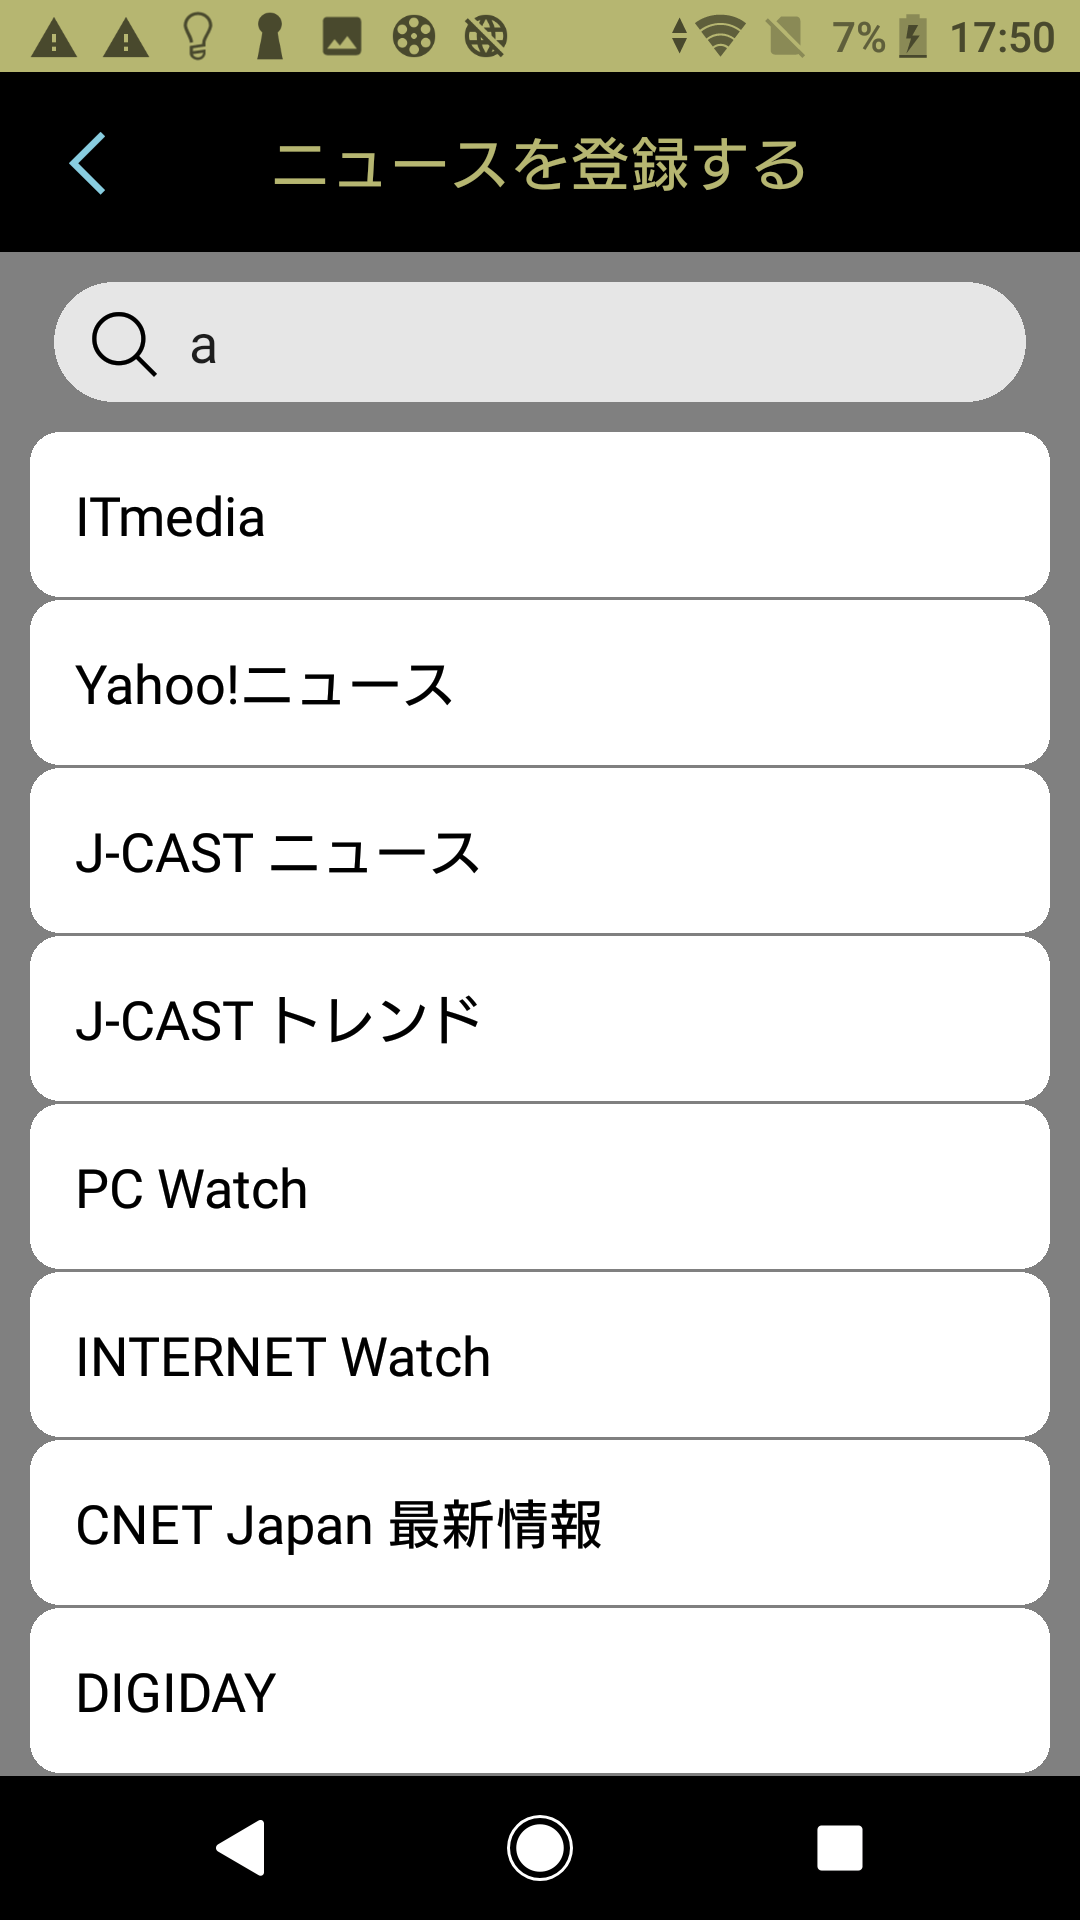 7% 17:50
ニュースを登録する
a
ITmedia
Yahoo!ニュース
J-CAST ニュース
J-CAST トレンド
PC Watch
INTERNET Watch
CNET Japan 最新情報
DIGIDAY